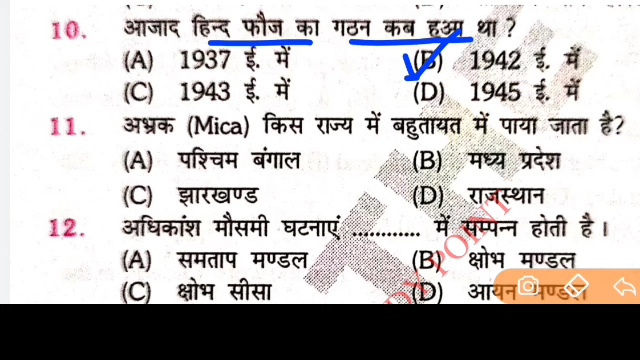 10. आजाद हिन्द फौज का गठन कब हुआ था ?
(A) 1937 ई. में (B) 1942 ई. में
(C) 1943 ई. में (D) 1945 ई. में
11. अभ्रक (Mica) किस राज्य में बहुतायत में पाया जाता है?
(A) पश्चिम बंगाल (B) मध्य प्रदेश
(C) झारखण्ड (D) राजस्थान
12. अधिकांश मौसमी घटनाएं ............ में सम्पन्न होती है।
(A) समताप मण्डल (B) क्षोभ मण्डल
(C) क्षोभ सीसा (D) आयन मण्डल
POINT